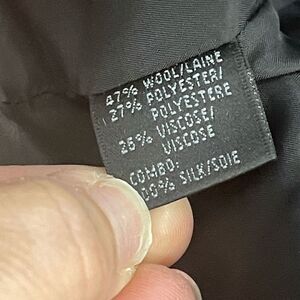 47% WOOL/LAINE
27% POLYESTER/
POLYESTERE
26% VISCOSE/
VISCOSE
COMBO:
100% SILK/SOIE